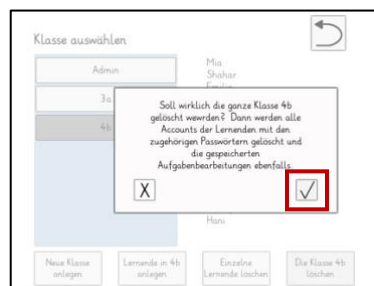 Klasse auswählen
Admin
3a
4b
Mia
Shahar
Soll wirklich die ganze Klasse 4b
gelöscht wewrden? Dann werden alle
Accounts der Lernenden mit den
zugehörigen Passwörtern gelöscht und
die gespeicherten
Aufgabenbearbeitungen ebenfalls.
X
Hani
Neue Klasse
anlegen
Lernende in 4b
anlegen
Einzelne
Lernende löschen
Die Klasse 4b
löschen